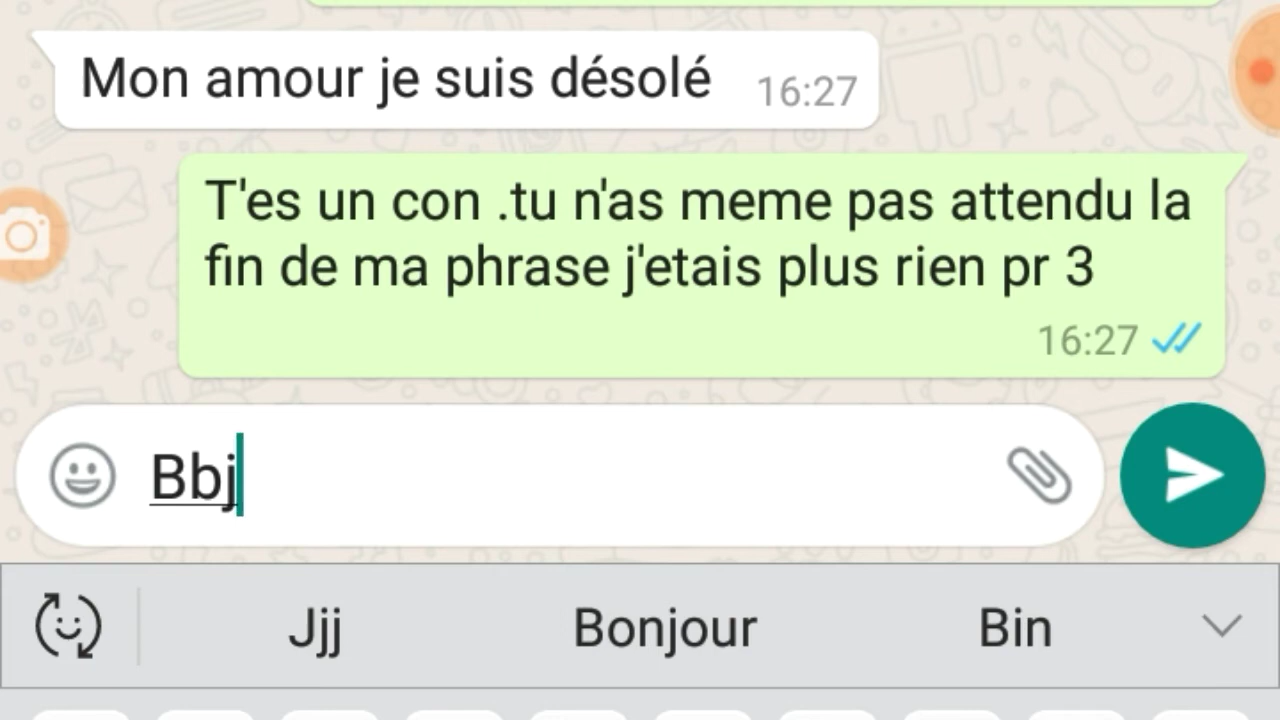 Mon amour je suis désolé 16:27
T'es un con .tu n'as meme pas attendu la
fin de ma phrase j'etais plus rien pr 3
16:27
Bbj
Jjj Bonjour Bin